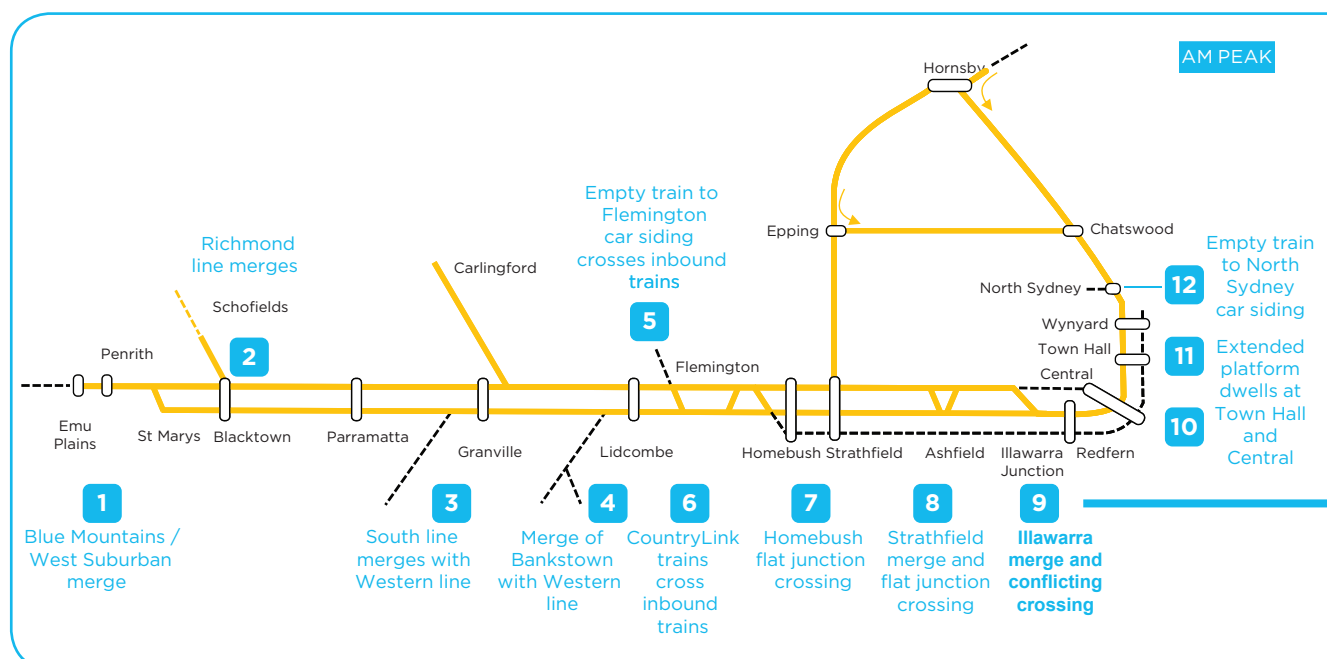 AM PEAK
Hornsby
Empty train to
Flemington
car siding
crosses inbound
trains
5
Richmond
line merges
Schofields
2
Carlingford
Epping
Chatswood
Empty train
to North
Sydney
car siding
12
North Sydney
Wynyard
Town Hall
Central
11
10
Extended
platform
dwells at
Town Hall
and
Central
Penrith
Flemington
Emu
Plains
St Marys
Blacktown
Parramatta
Granville
Lidcombe
Homebush
Strathfield
Ashfield
Illawarra
Junction
Redfern
1
Blue Mountains /
West Suburban
merge
3
South line
merges with
Western line
4
Merge of
Bankstown
with Western
line
6
CountryLink
trains
cross
inbound
trains
7
Homebush
flat junction
crossing
8
Strathfield
merge and
flat junction
crossing
9
Illawarra
merge and
conflicting
crossing